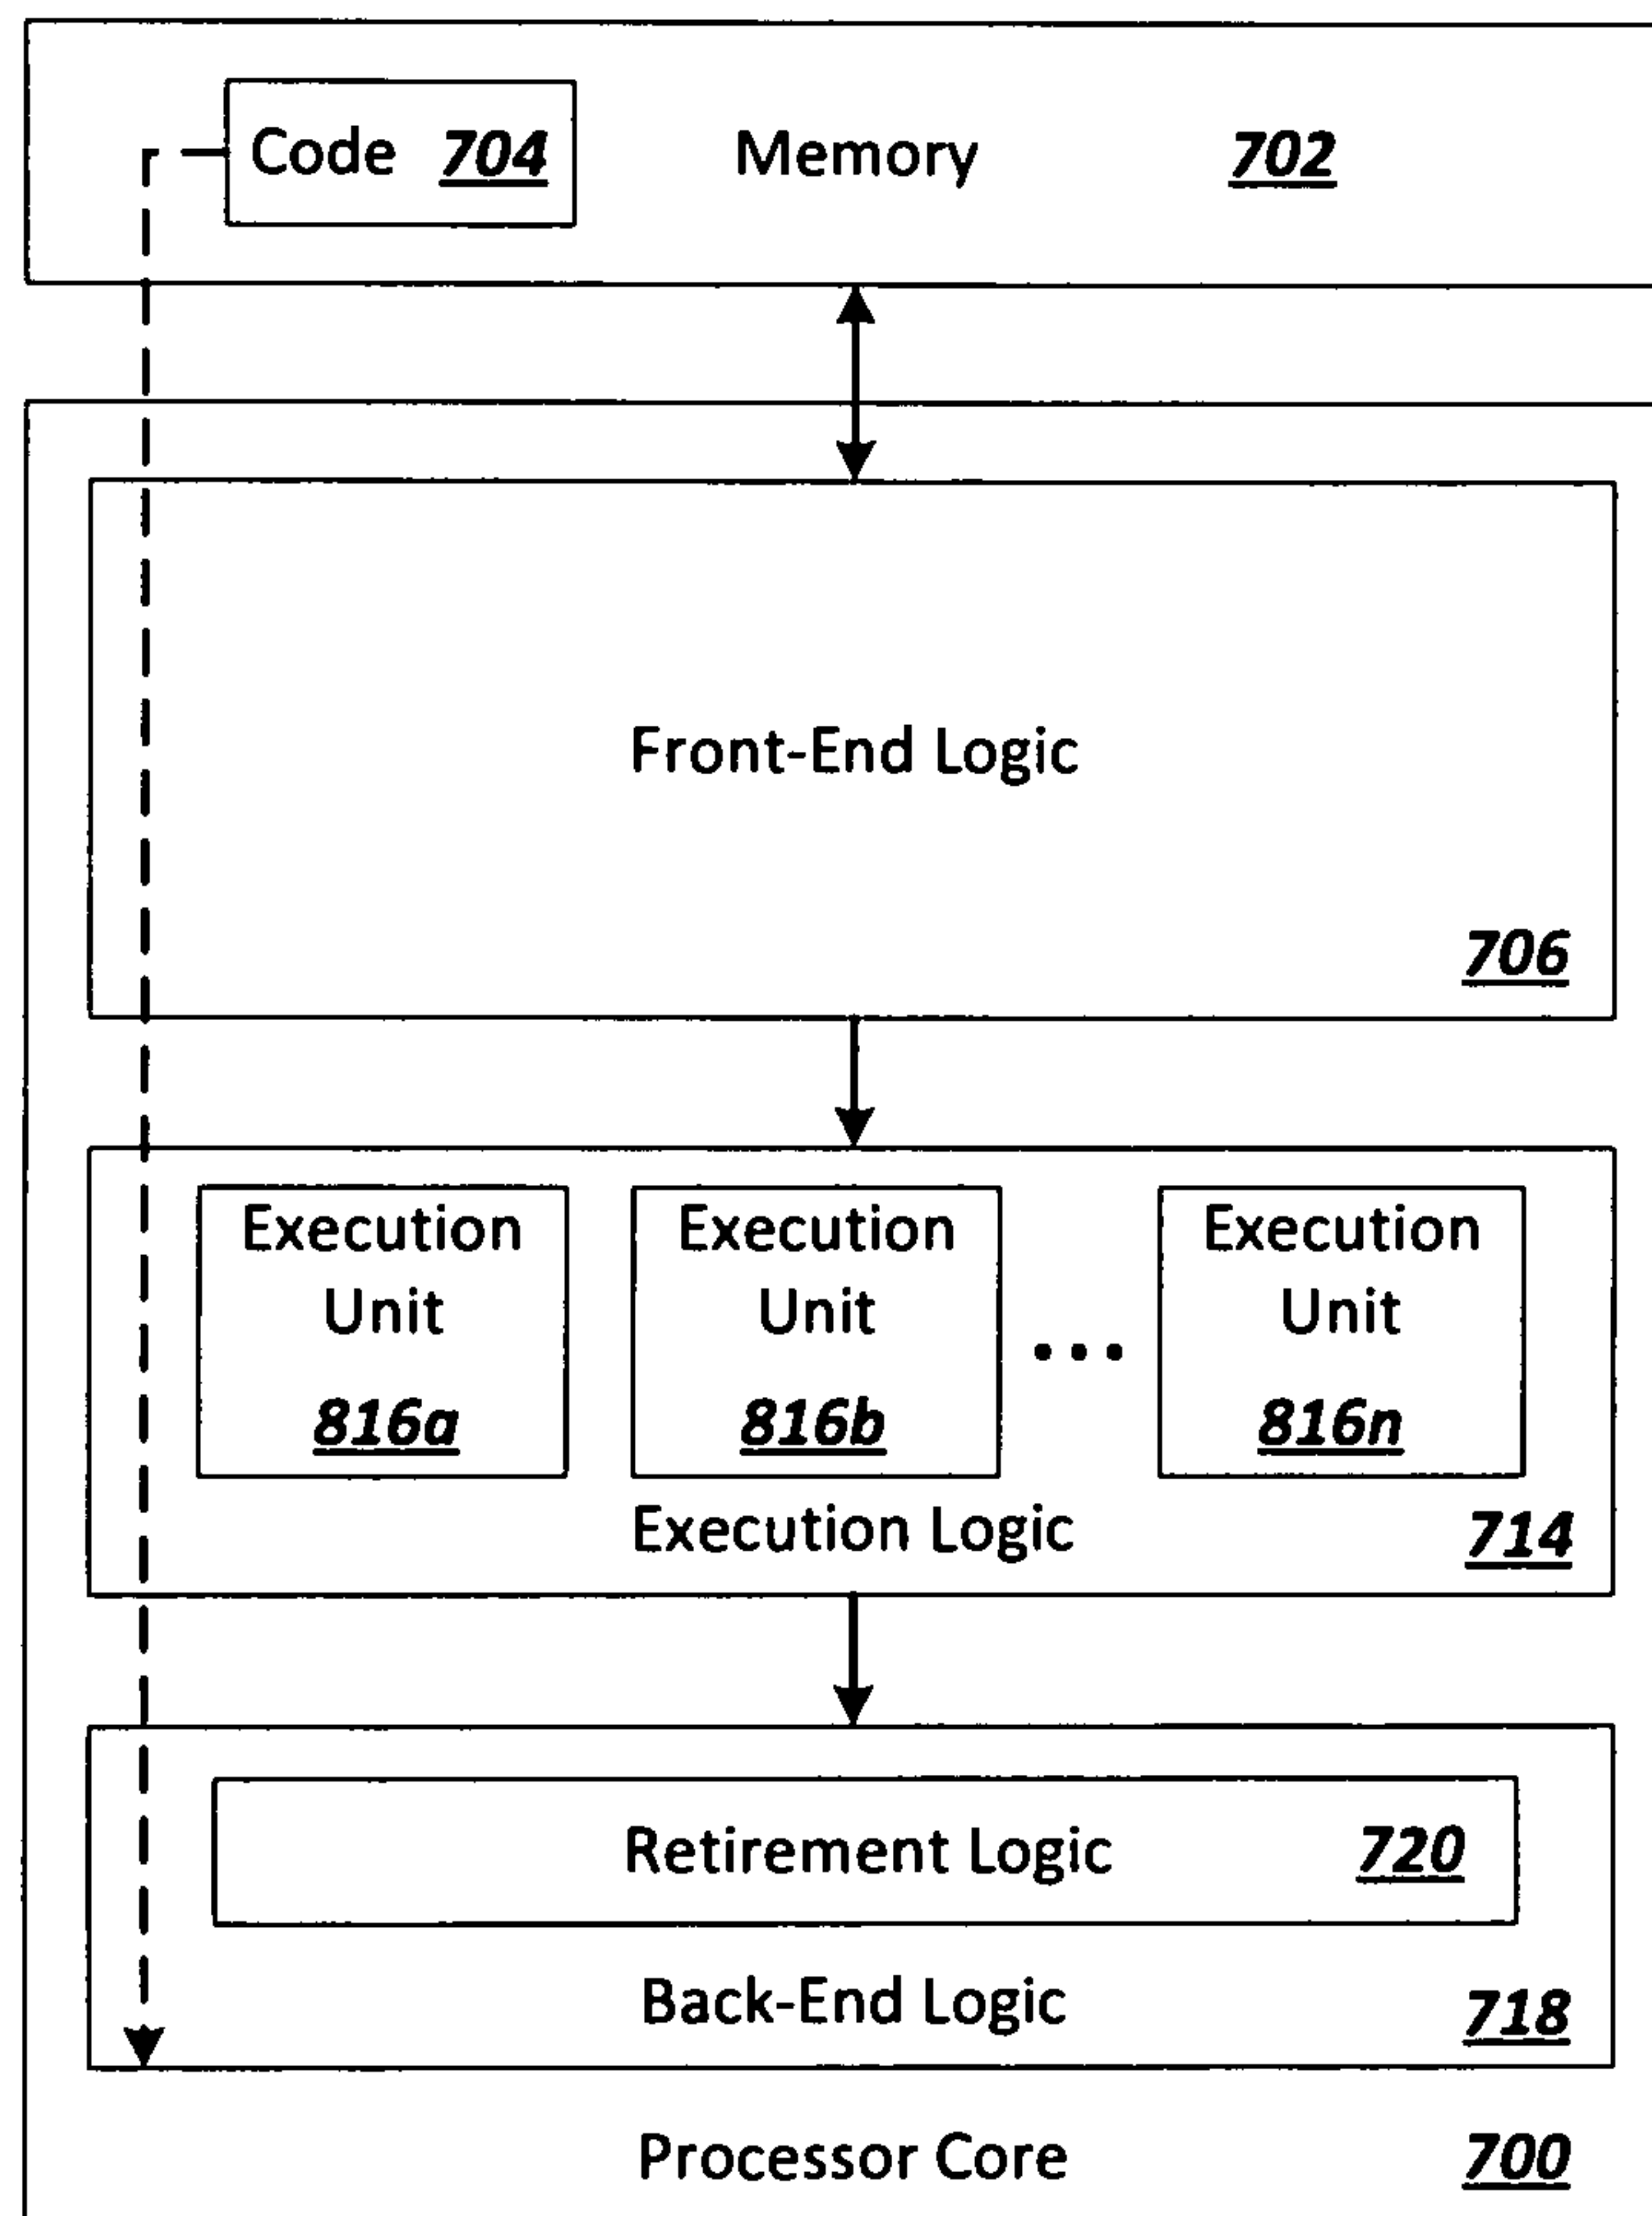 Code 704 Memory 702
Front-End Logic
706
Execution Execution Execution
Unit Unit Unit
...
816a 816b 816n
Execution Logic 714
Retirement Logic 720
Back-End Logic 718
Processor Core 700